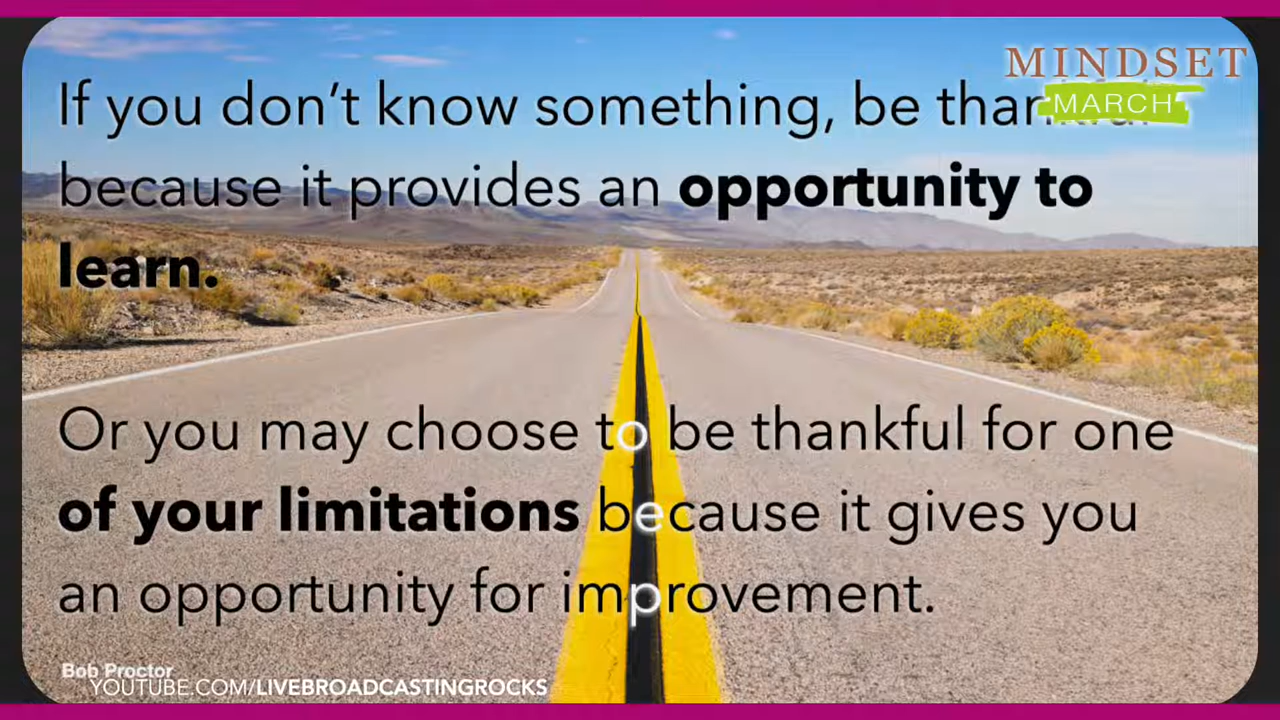 MINDSET
MARCH
If you don't know something, be
because it provides an opportunity to
learn.
Or you may choose to be thankful for one
of your limitations because it gives you
an opportunity for improvement.
Bob Proctor
YOUTUBE.COM/LIVEBROADCASTINGROCKS